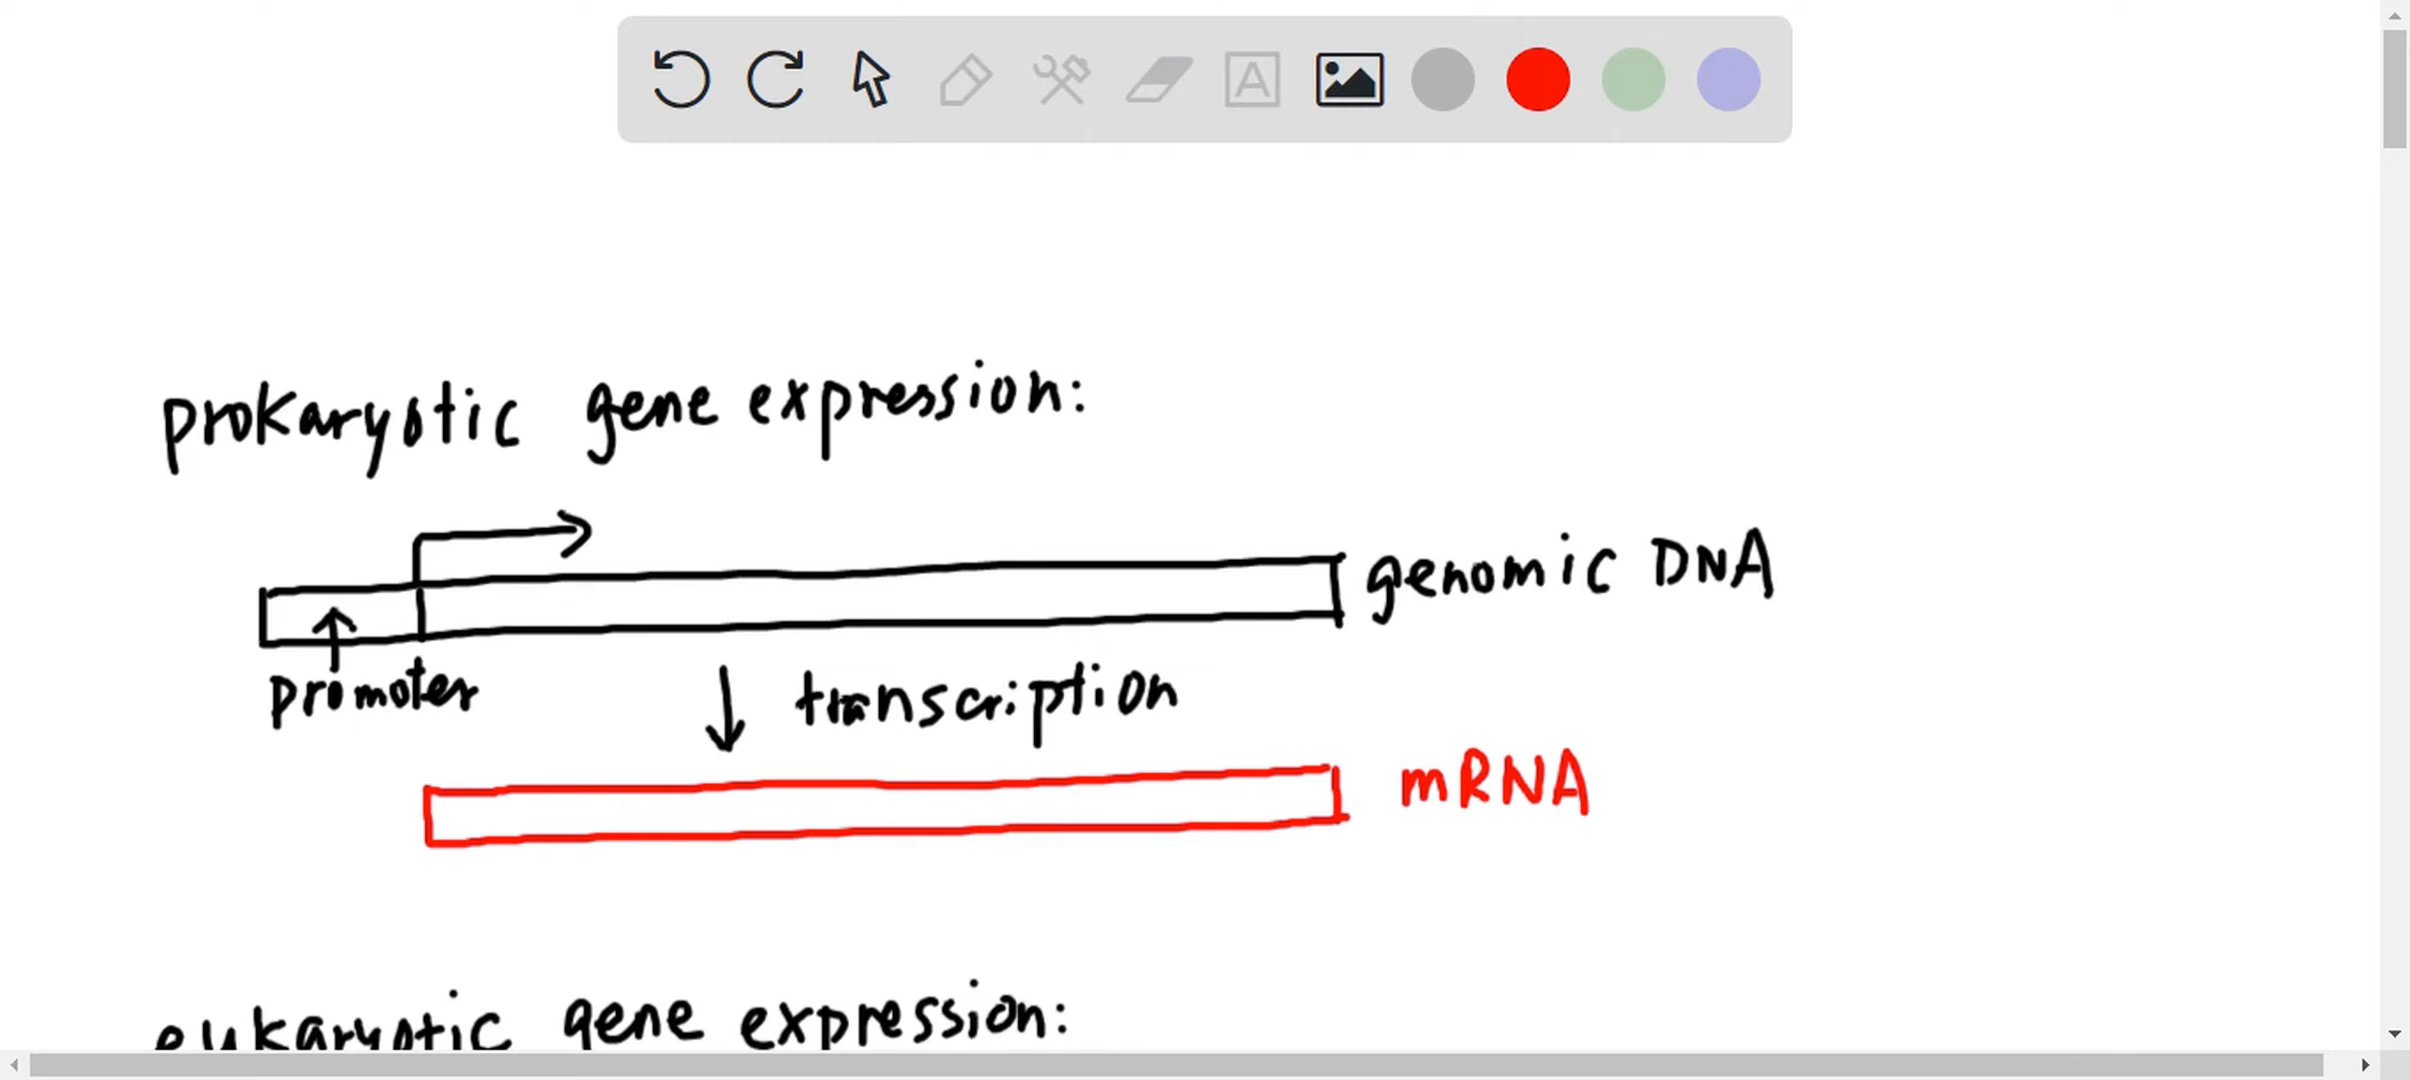 A
prokaryotic gene expression:
genomic DNA
promoter
transcription
mRNA
eukaryotic gene expression: